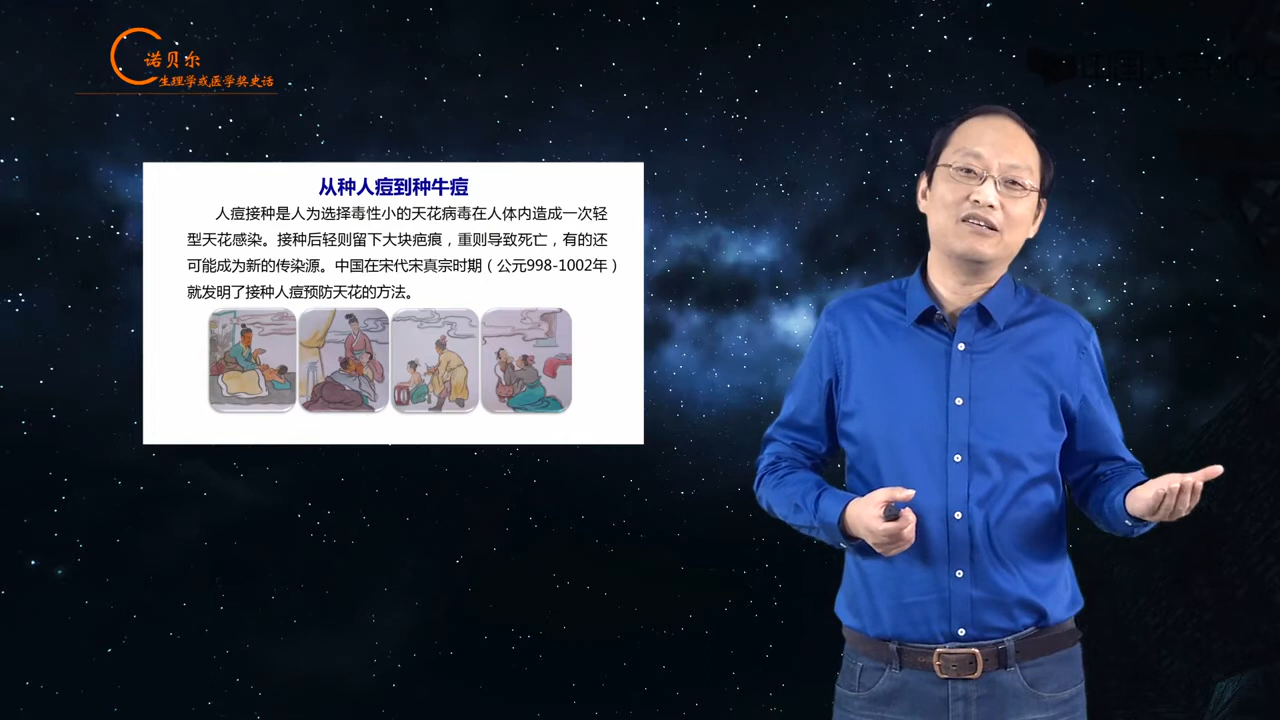 诺贝尔
生理学或医学奖史话
从种人痘到种牛痘
人痘接种是人为选择毒性小的天花病毒在人体内造成一次轻
型天花感染。接种后轻则留下大块疤痕，重则导致死亡，有的还
可能成为新的传染源。中国在宋代宋真宗时期（公元998-1002年）
就发明了接种人痘预防天花的方法。